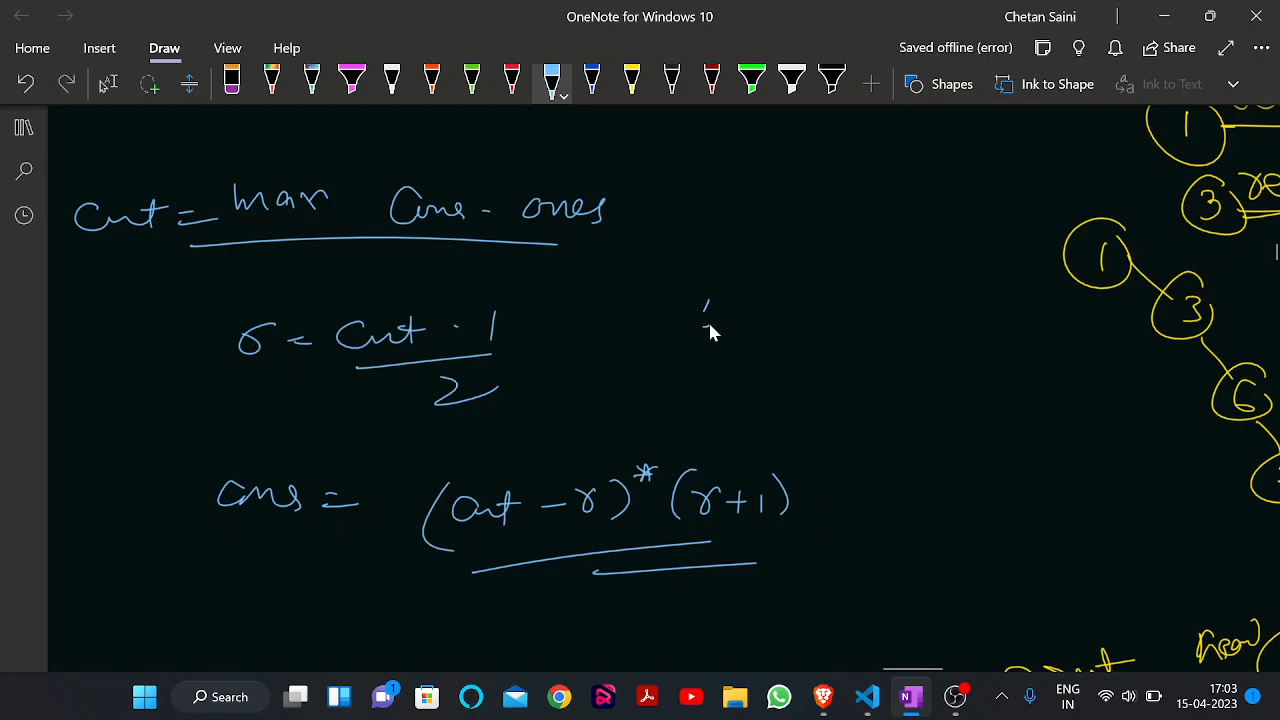 OneNote for Windows 10
Chetan Saini
Home Insert Draw View Help
Saved offline (error)
Share
Shapes
Ink to Shape
Ink to Text
1
3
cnt = max Con - ones
1
3
r = cnt - 1
2
6
ans = (cnt - r) * (r+1)
Search
ENG
IN
17:03
15-04-2023